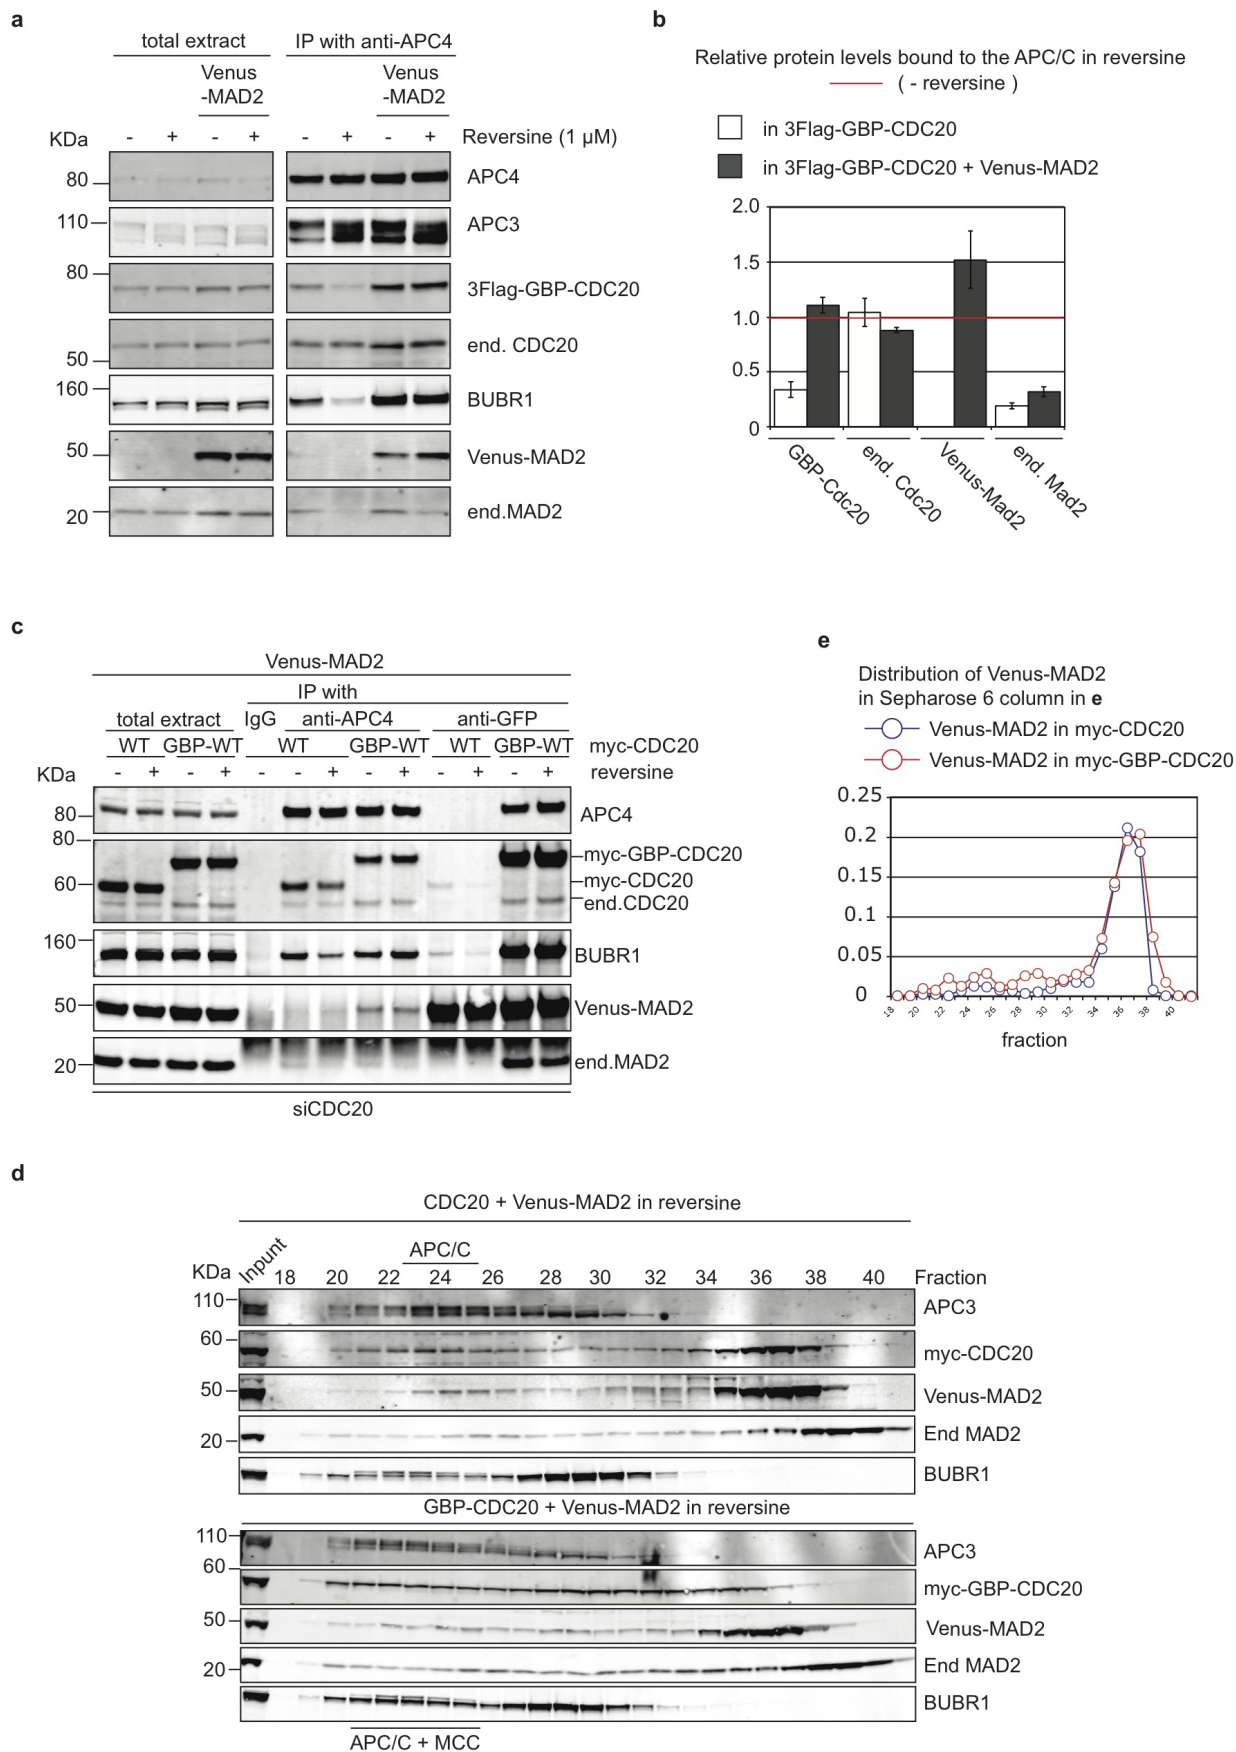 a
total extract IP with anti-APC4
Venus
-MAD2
Venus
-MAD2
KDa - + - + - + - + Reversine (1 µM)
80 APC4
110 APC3
80 3Flag-GBP-CDC20
50 end. CDC20
160 BUBR1
50 Venus-MAD2
20 end.MAD2
b
Relative protein levels bound to the APC/C in reversine
( - reversine )
in 3Flag-GBP-CDC20
in 3Flag-GBP-CDC20 + Venus-MAD2
2.0
1.5
1.0
0.5
0
GBP-Cdc20 end. Cdc20 Venus-Mad2 end. Mad2
c
Venus-MAD2
IP with
total extract IgG anti-APC4 anti-GFP
WT GBP-WT WT GBP-WT WT GBP-WT myc-CDC20
KDa - + - + - - + - + - + - + reversine
80 APC4
80 myc-GBP-CDC20
60 myc-CDC20
end.CDC20
160 BUBR1
50 Venus-MAD2
20 end.MAD2
siCDC20
e
Distribution of Venus-MAD2
in Sepharose 6 column in e
Venus-MAD2 in myc-CDC20
Venus-MAD2 in myc-GBP-CDC20
0.25
0.2
0.15
0.1
0.05
0
18 20 22 24 26 28 30 32 34 36 38 40
fraction
d
CDC20 + Venus-MAD2 in reversine
APC/C
KDa Inpunt 18 20 22 24 26 28 30 32 34 36 38 40 Fraction
110 APC3
60 myc-CDC20
50 Venus-MAD2
20 End MAD2
BUBR1
GBP-CDC20 + Venus-MAD2 in reversine
110 APC3
60 myc-GBP-CDC20
50 Venus-MAD2
20 End MAD2
BUBR1
APC/C + MCC